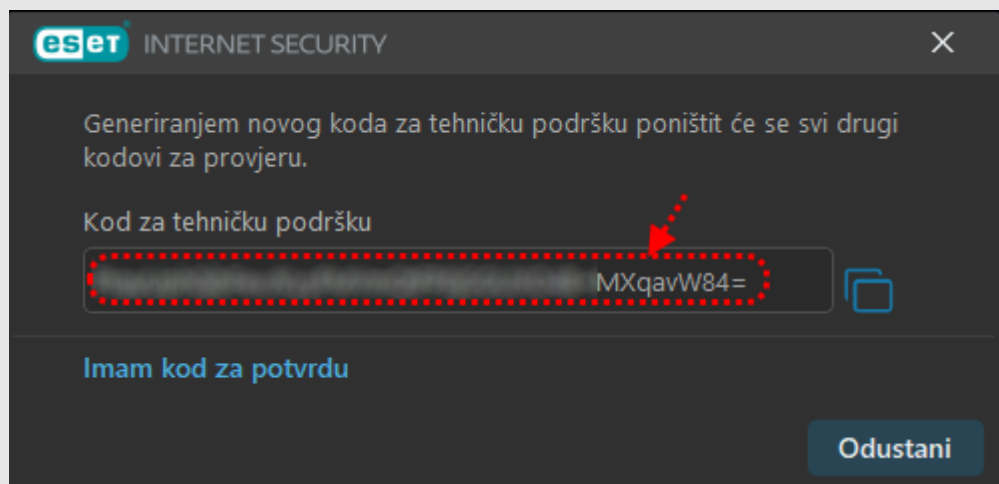 eset INTERNET SECURITY
Generiranjem novog koda za tehničku podršku poništit će se svi drugi
kodovi za provjeru.
Kod za tehničku podršku
MXqavW84=
Imam kod za potvrdu
Odustani